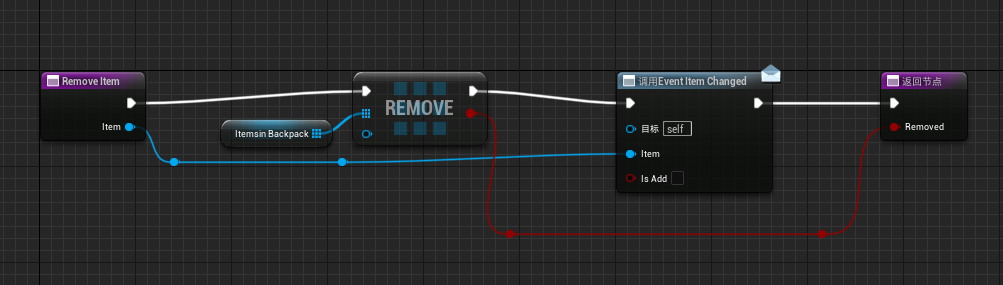 Remove Item
Item
Itemsin Backpack
REMOVE
调用Event Item Changed
目标 self
Item
Is Add
返回节点
Removed